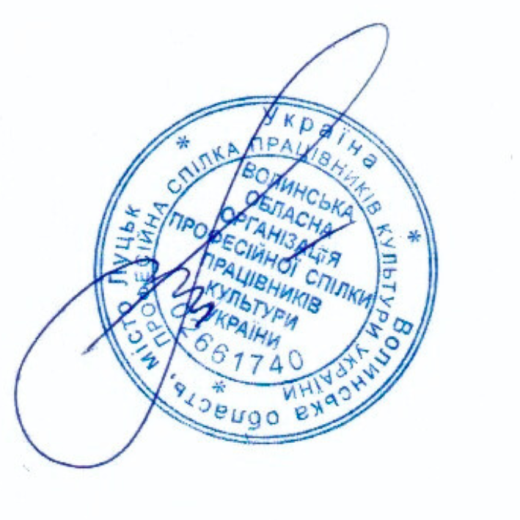 * Україна * Волинська область, місто Луцьк
ПРОФЕСІЙНА СПІЛКА ПРАЦІВНИКІВ КУЛЬТУРИ УКРАЇНИ *
ВОЛИНСЬКА
ОБЛАСНА
ОРГАНІЗАЦІЯ
ПРОФЕСІЙНОЇ СПІЛКИ
ПРАЦІВНИКІВ
КУЛЬТУРИ
УКРАЇНИ
661740